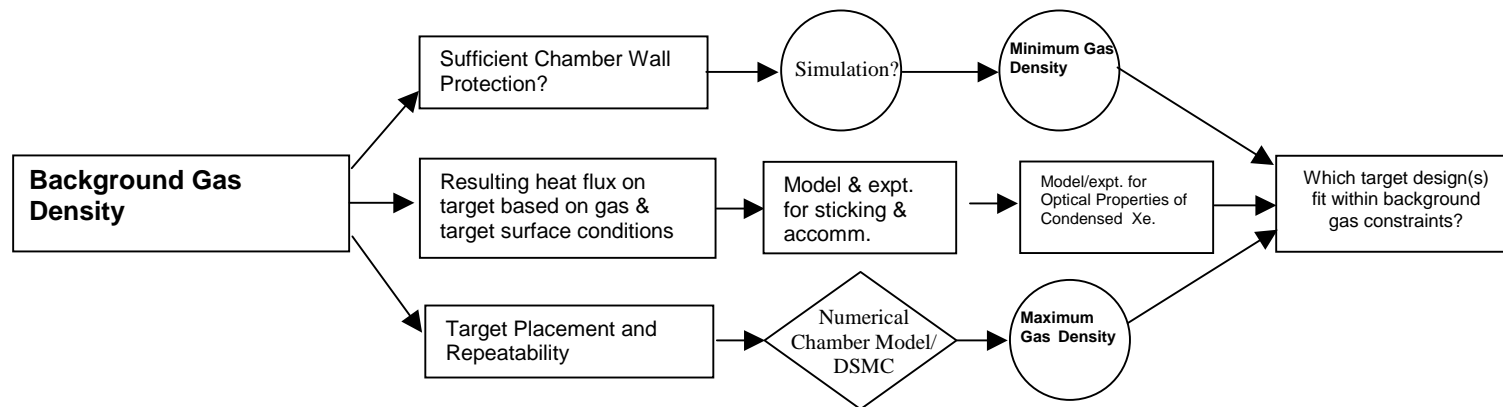 Background Gas
Density
Sufficient Chamber Wall
Protection?
Simulation?
Minimum Gas
Density
Resulting heat flux on
target based on gas &
target surface conditions
Model & expt.
for sticking &
accomm.
Model/expt. for
Optical Properties of
Condensed Xe.
Which target design(s)
fit within background
gas constraints?
Target Placement and
Repeatability
Numerical
Chamber Model/
DSMC
Maximum
Gas Density